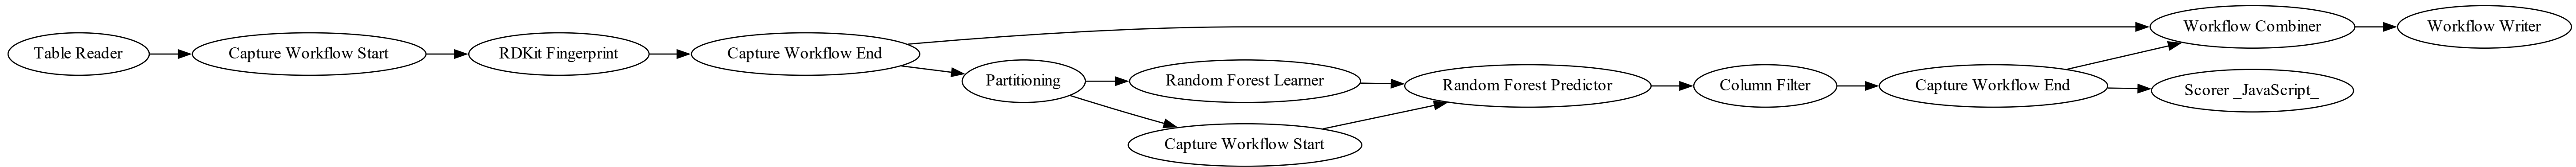 Table Reader
Capture Workflow Start
RDKit Fingerprint
Capture Workflow End
Partitioning
Random Forest Learner
Capture Workflow Start
Random Forest Predictor
Column Filter
Capture Workflow End
Workflow Combiner
Scorer _JavaScript_
Workflow Writer